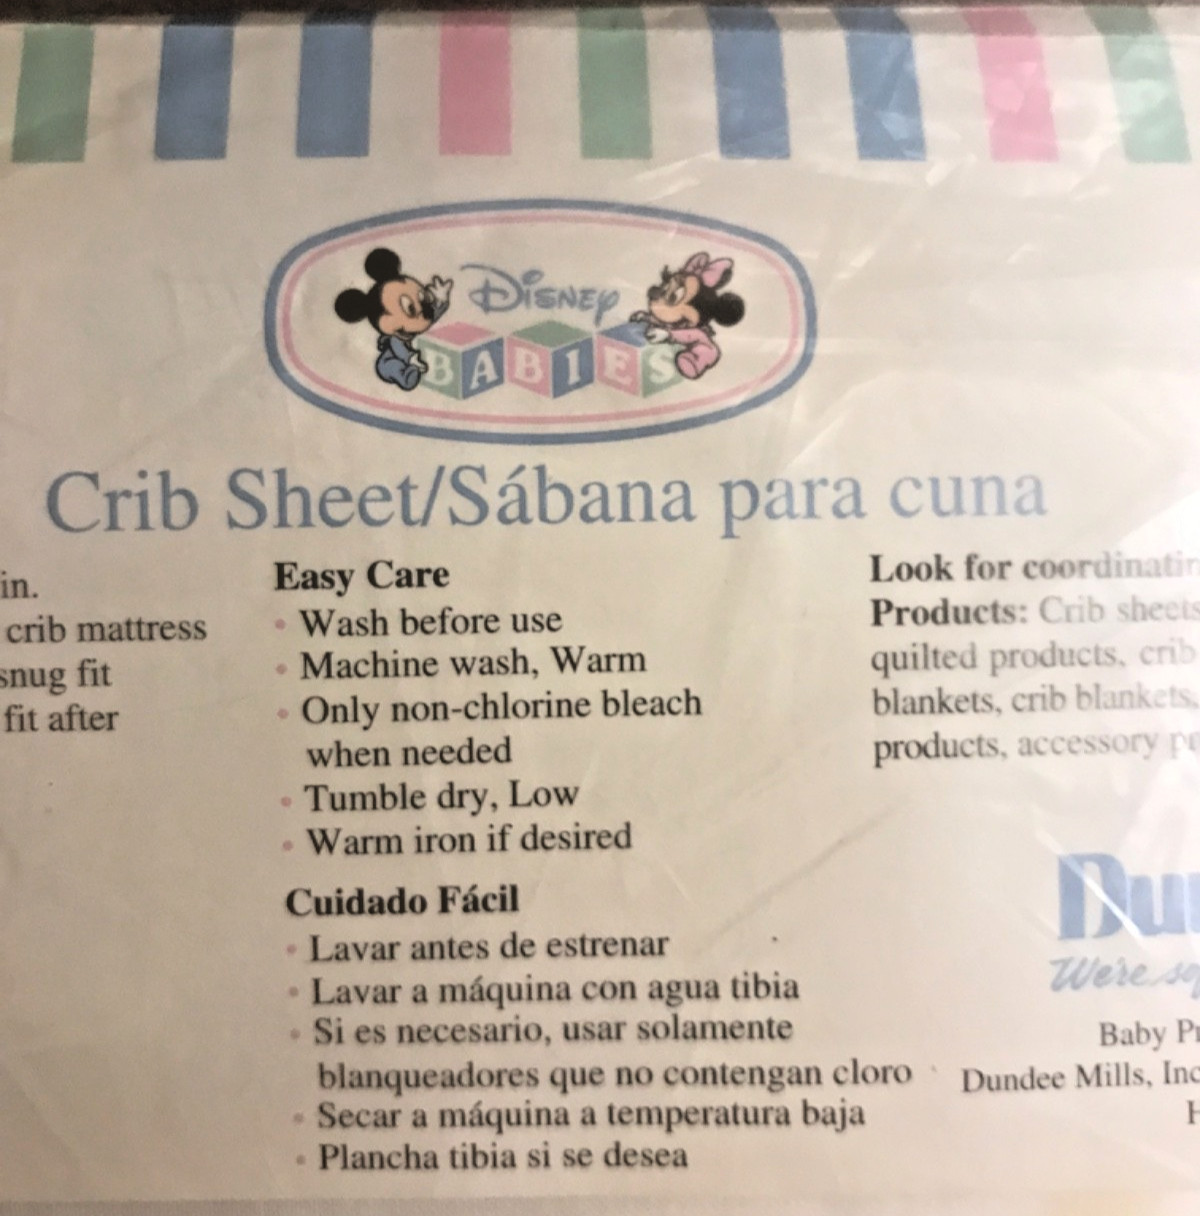 Disney
BABIES
Crib Sheet/Sábana para cuna
in.
crib mattress
snug fit
fit after
Easy Care
• Wash before use
• Machine wash, Warm
• Only non-chlorine bleach
when needed
• Tumble dry, Low
• Warm iron if desired
Cuidado Fácil
• Lavar antes de estrenar
• Lavar a máquina con agua tibia
• Si es necesario, usar solamente
blanqueadores que no contengan cloro
• Secar a máquina a temperatura baja
• Plancha tibia si se desea
Look for
Products: Crib sheets
quilted products, crib
blankets, crib blankets,
products, accessory
We're
Baby
Dundee Mills, Inc